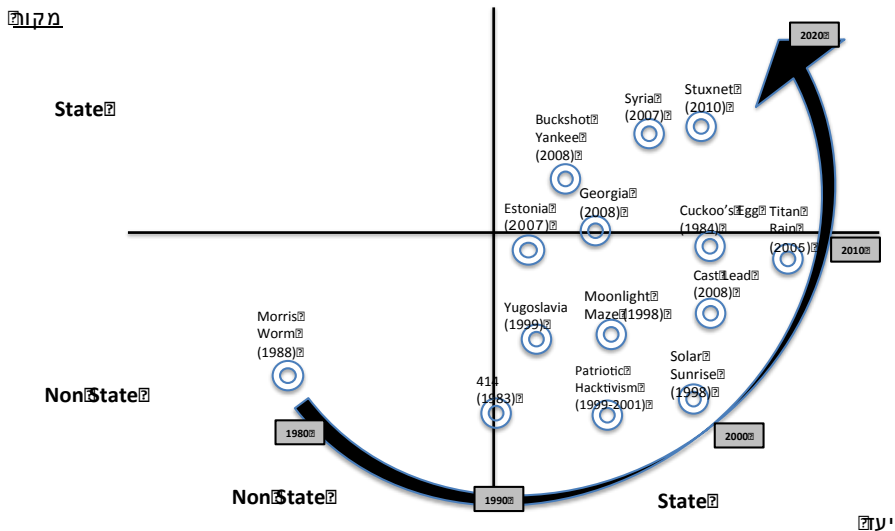 מקור
2020
State
Stuxnet
(2010)
Syria
(2007)
Buckshot
Yankee
(2008)
Georgia
(2008)
Estonia
(2007)
Cuckoo's Egg
(1984)
Titan
Rain
(2005)
2010
Cast Lead
(2008)
Moonlight
Maze (1998)
Yugoslavia
(1999)
Morris
Worm
(1988)
Solar
Sunrise
(1998)
Patriotic
Hacktivism
(1999-2001)
414
(1983)
Non State
1980
2000
Non State
1990
State
יעד